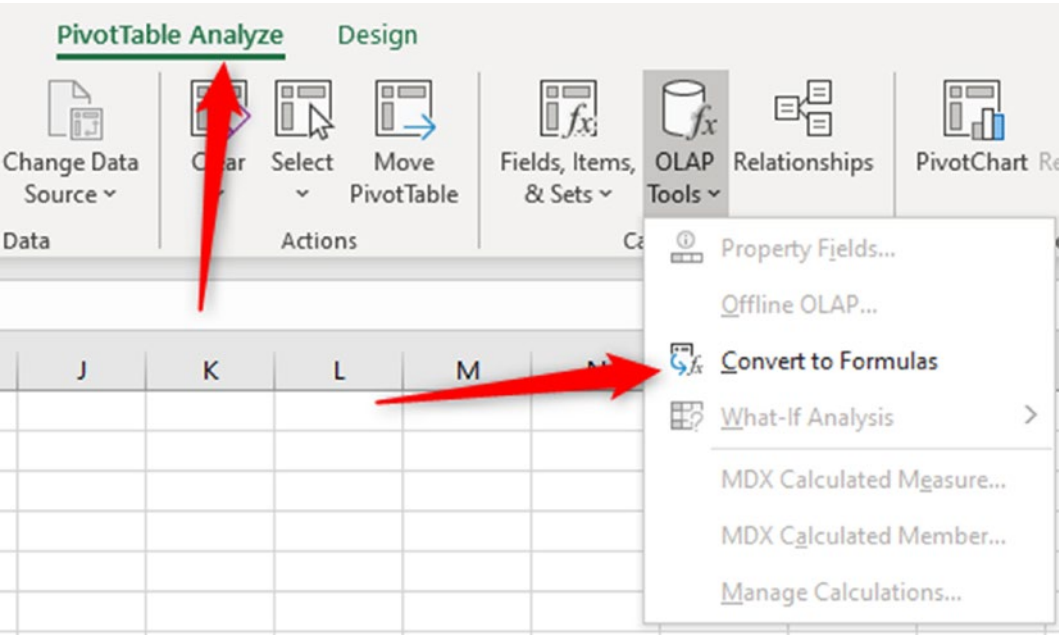 PivotTable Analyze Design
Change Data Source
Select
Move PivotTable
Fields, Items, & Sets
OLAP Tools
Relationships
PivotChart
Data
Actions
Property Fields...
Offline OLAP...
Convert to Formulas
What-If Analysis
MDX Calculated Measure...
MDX Calculated Member...
Manage Calculations...
J K L M